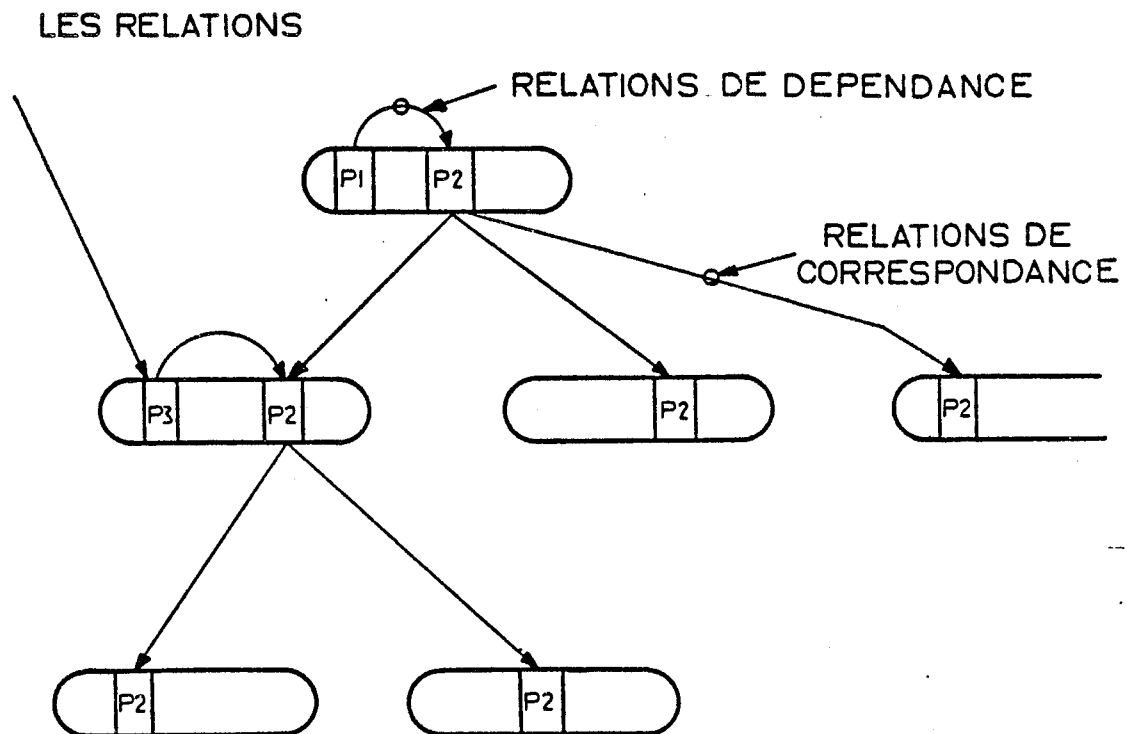 LES RELATIONS
RELATIONS DE DEPENDANCE
P1 P2
RELATIONS DE
CORRESPONDANCE
P3 P2 P2 P2
P2 P2